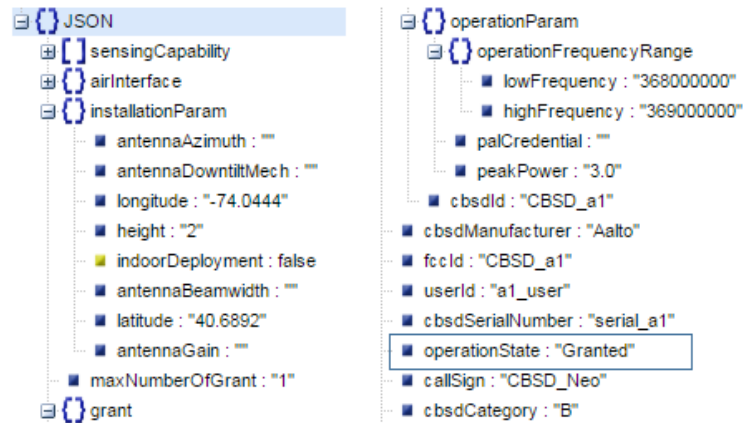 JSON
sensingCapability
airInterface
installationParam
antennaAzimuth : ""
antennaDowntiltMech : ""
longitude : "-74.0444"
height : "2"
indoorDeployment : false
antennaBeamwidth : ""
latitude : "40.6892"
antennaGain : ""
maxNumberOfGrant : "1"
grant
operationParam
operationFrequencyRange
lowFrequency : "368000000"
highFrequency : "369000000"
palCredential : ""
peakPower : "3.0"
cbsdId : "CBSD_a1"
cbsdManufacturer : "Aalto"
fccId : "CBSD_a1"
userId : "a1_user"
cbsdSerialNumber : "serial_a1"
operationState : "Granted"
callSign : "CBSD_Neo"
cbsdCategory : "B"